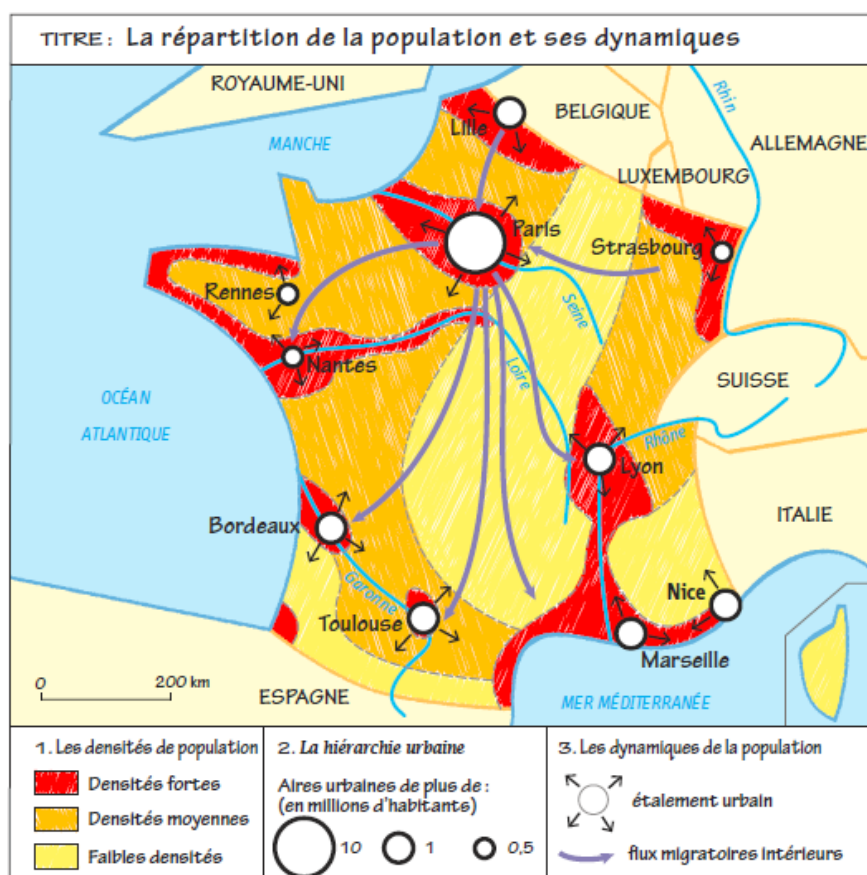 TITRE : La répartition de la population et ses dynamiques
ROYAUME-UNI
BELGIQUE
Rhin
ALLEMAGNE
Lille
MANCHE
LUXEMBOURG
Paris
Strasbourg
Rennes
Seine
Nantes
Loire
SUISSE
OCÉAN
ATLANTIQUE
Rhône
Lyon
Bordeaux
ITALIE
Garonne
Nice
Toulouse
Marseille
0 200 km
ESPAGNE
MER MÉDITERRANÉE
1. Les densités de population
Densités fortes
Densités moyennes
Faibles densités
2. La hiérarchie urbaine
Aires urbaines de plus de :
(en millions d'habitants)
10 1 0,5
3. Les dynamiques de la population
étalement urbain
flux migratoires intérieurs